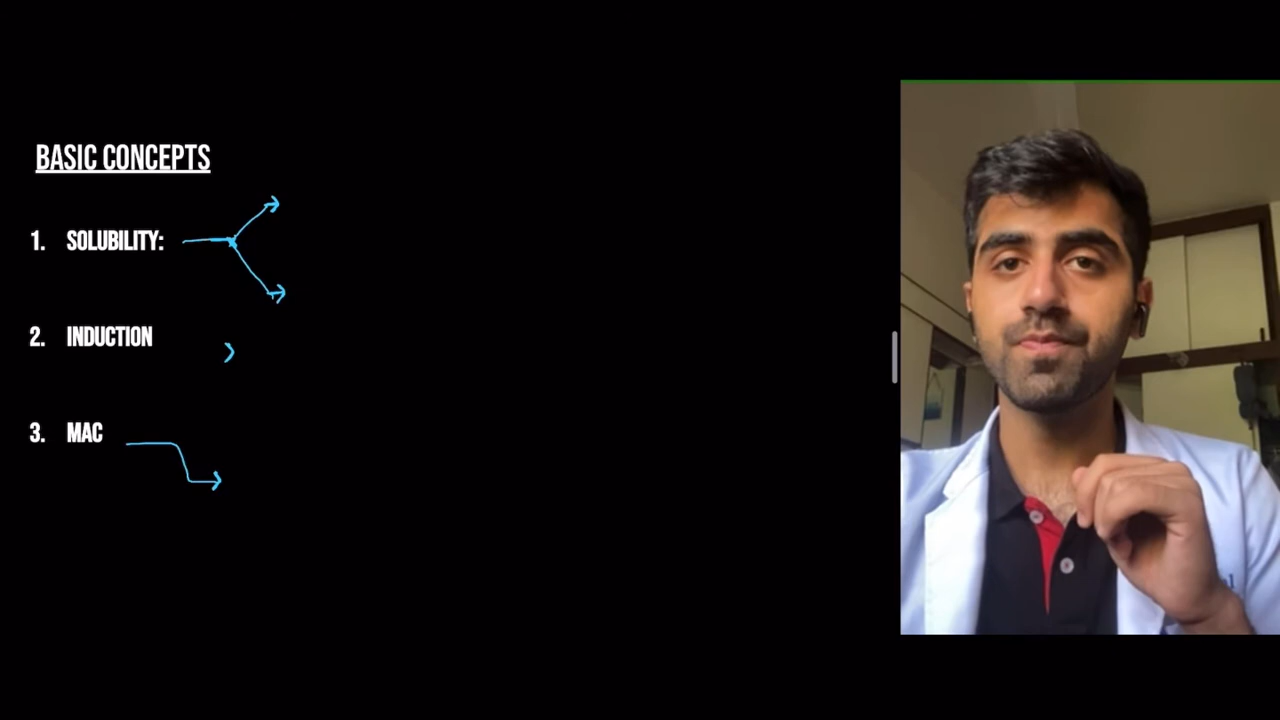 BASIC CONCEPTS
1. SOLUBILITY:
2. INDUCTION
3. MAC